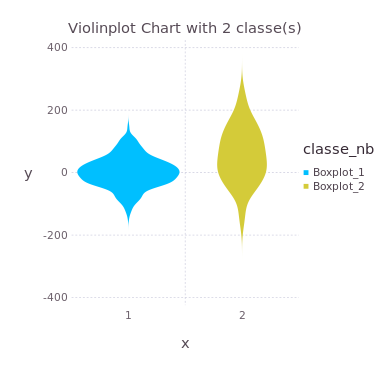 Violinplot Chart with 2 classe(s)
400
200
0
-200
-400
y
1
2
x
classe_nb
Boxplot_1
Boxplot_2